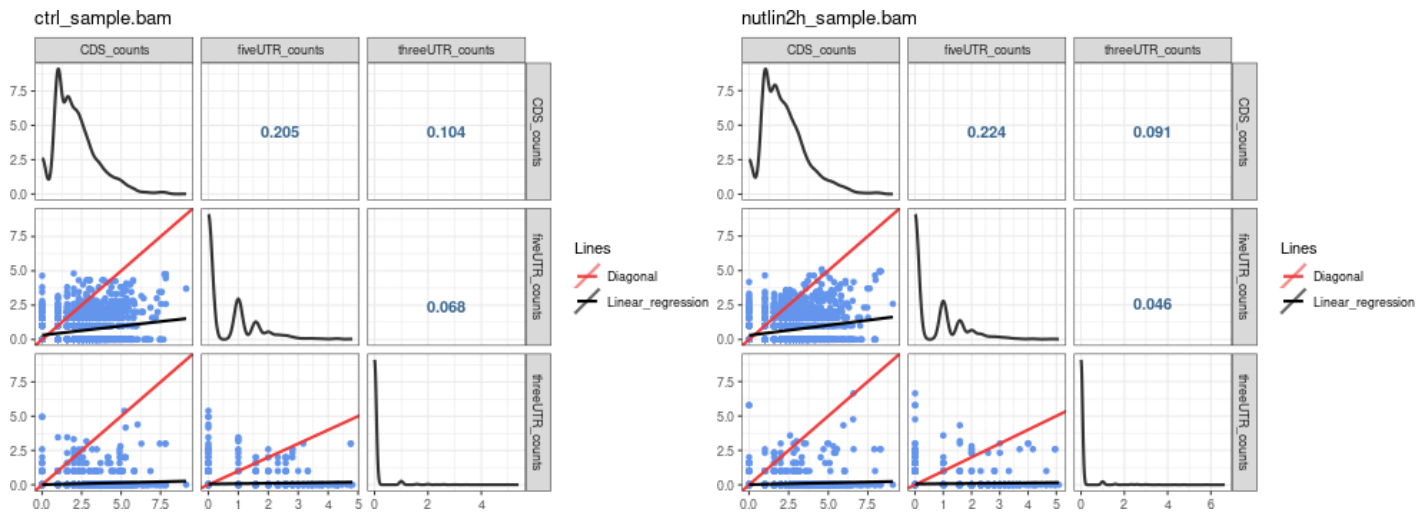 ctrl_sample.bam
CDS_counts fiveUTR_counts threeUTR_counts
7.5
5.0
2.5
0.0
0.205
0.104
CDS_counts
7.5
5.0
2.5
0.0
0.068
fiveUTR_counts
7.5
5.0
2.5
0.0
threeUTR_counts
0.0 2.5 5.0 7.5 0 1 2 3 4 5 0 2 4
Lines
Diagonal
Linear_regression
nutlin2h_sample.bam
CDS_counts fiveUTR_counts threeUTR_counts
7.5
5.0
2.5
0.0
0.224
0.091
CDS_counts
7.5
5.0
2.5
0.0
0.046
fiveUTR_counts
7.5
5.0
2.5
0.0
threeUTR_counts
0.0 2.5 5.0 7.5 0 1 2 3 4 5 0 2 4 6
Lines
Diagonal
Linear_regression